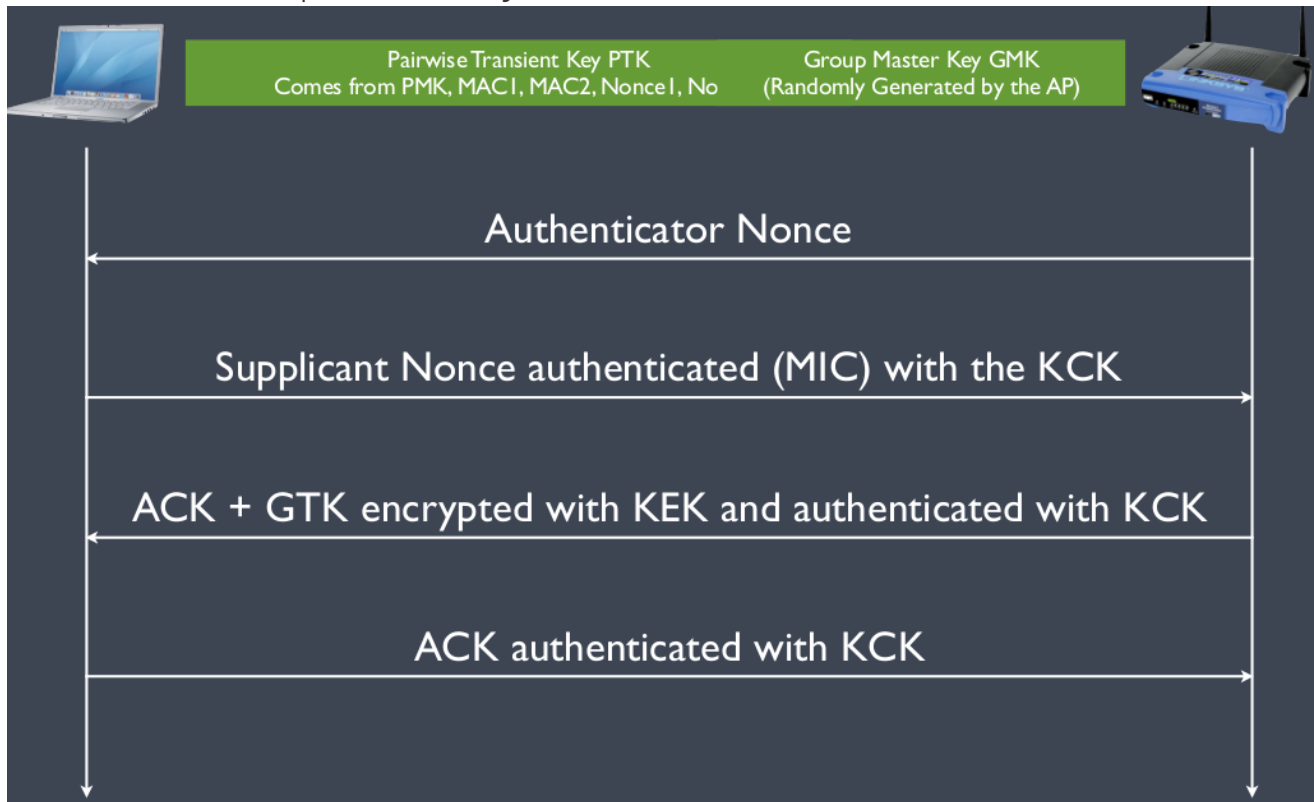 Pairwise Transient Key PTK
Comes from PMK, MAC1, MAC2, Nonce1, No
Group Master Key GMK
(Randomly Generated by the AP)
Authenticator Nonce
Supplicant Nonce authenticated (MIC) with the KCK
ACK + GTK encrypted with KEK and authenticated with KCK
ACK authenticated with KCK